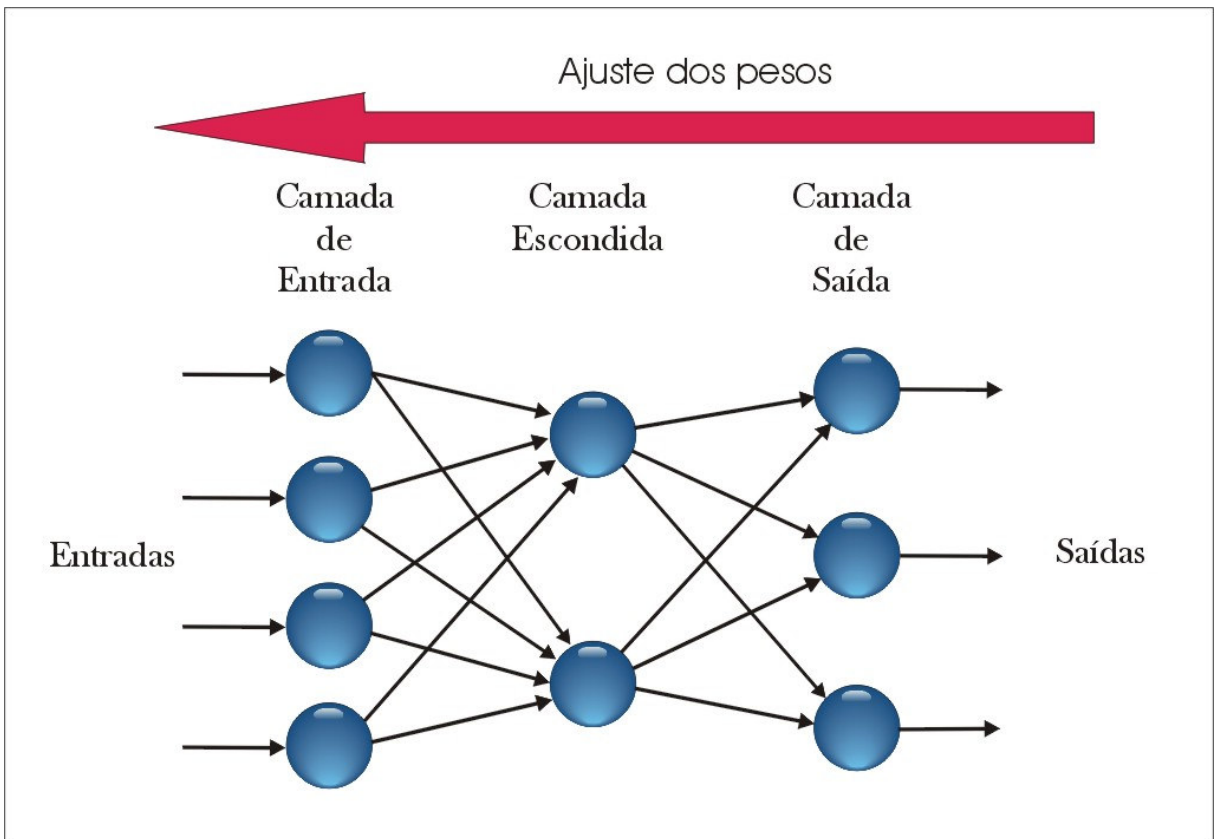 Ajuste dos pesos
Camada
de
Entrada
Camada
Escondida
Camada
de
Saída
Entradas
Saídas